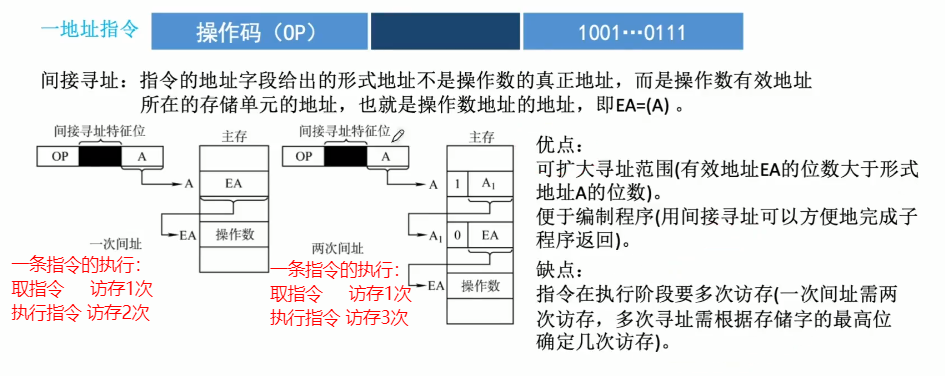 一地址指令 操作码（OP） 1001…0111
间接寻址：指令的地址字段给出的形式地址不是操作数的真正地址，而是操作数有效地址
所在的存储单元的地址，也就是操作数地址的地址，即EA=(A) 。
间接寻址特征位 主存
OP A
A EA
EA 操作数
一次间址
一条指令的执行：
取指令 访存1次
执行指令 访存2次
间接寻址特征位 主存
OP A
A 1 A1
A1 0 EA
EA 操作数
两次间址
一条指令的执行：
取指令 访存1次
执行指令 访存3次
优点：
可扩大寻址范围(有效地址EA的位数大于形式
地址A的位数)。
便于编制程序(用间接寻址可以方便地完成子
程序返回)。
缺点：
指令在执行阶段要多次访存(一次间址需两
次访存，多次寻址需根据存储字的最高位
确定几次访存)。